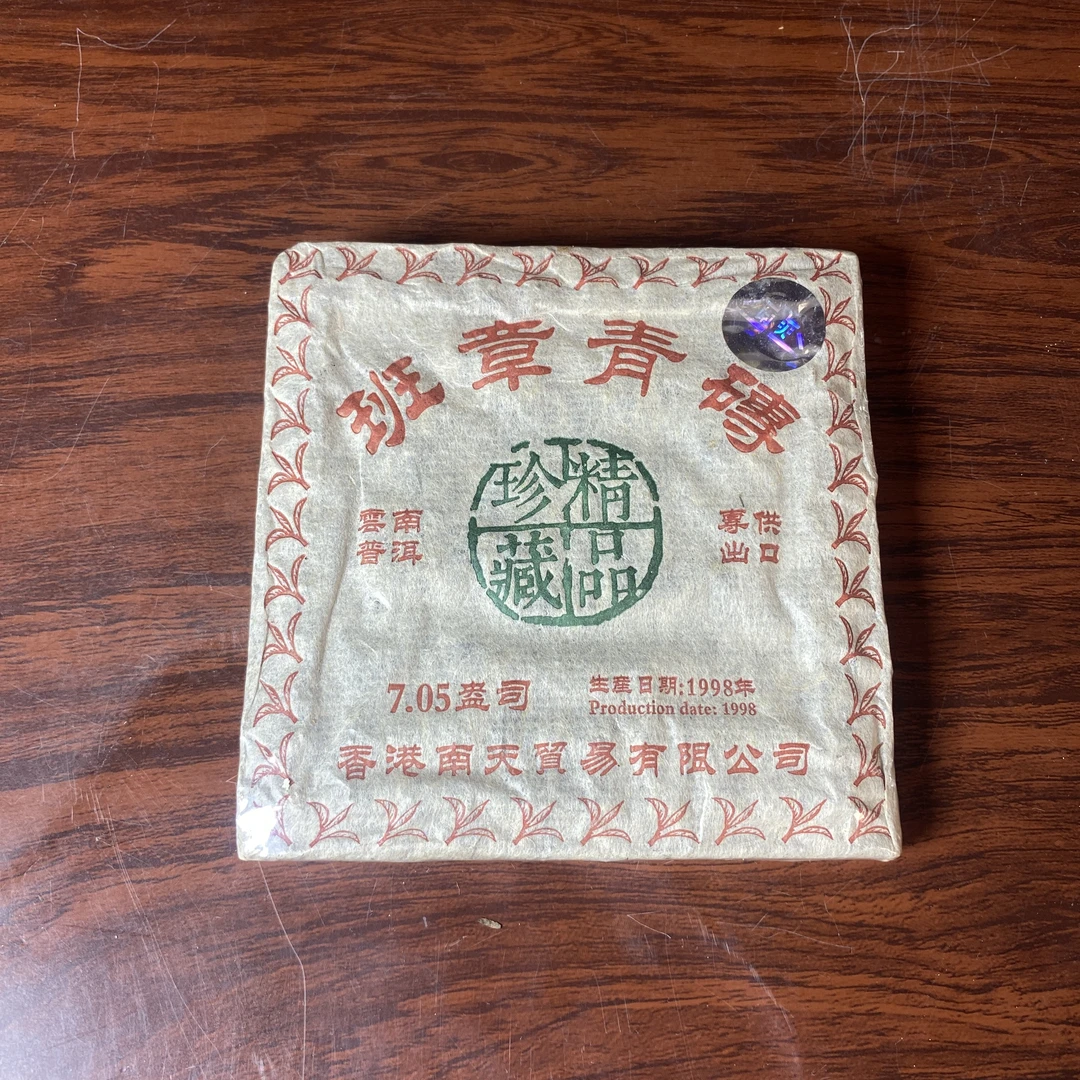 班章青磚
精品
珍藏
雲南
普洱
專供
出口
7.05盎司
生産日期:1998年
Production date: 1998
香港南天貿易有限公司